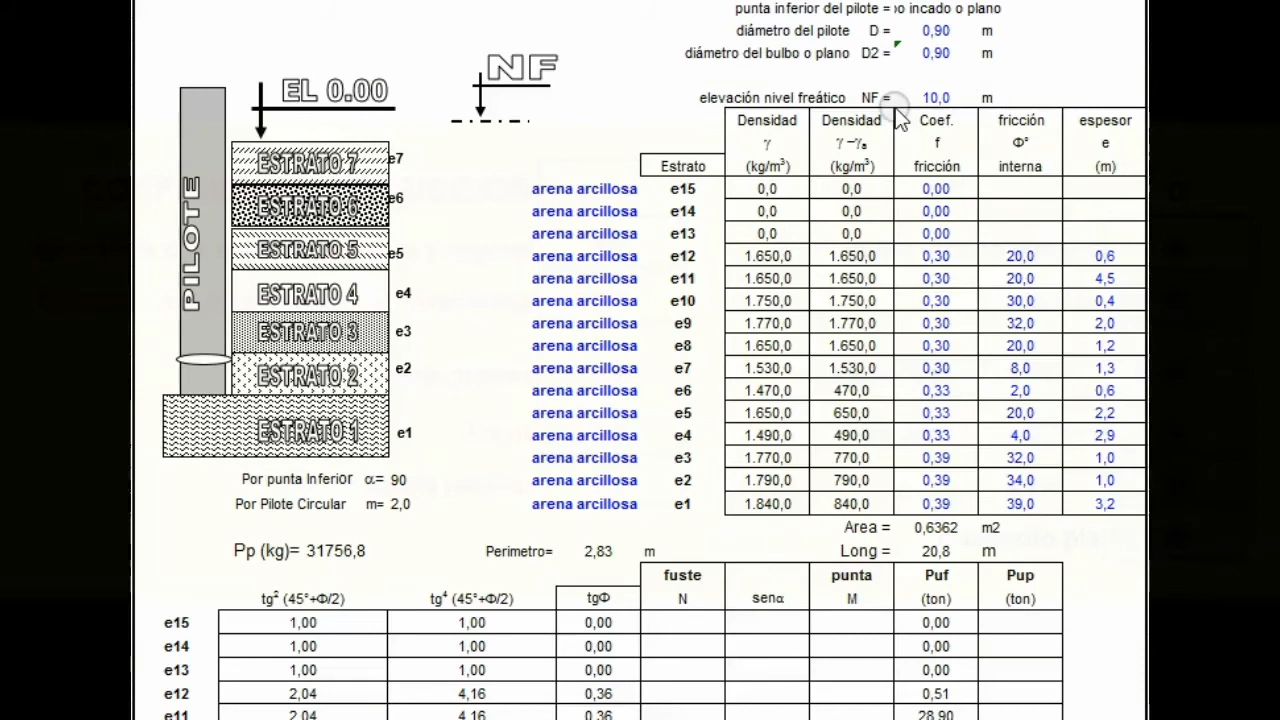 punta inferior del pilote = incado o plano
diámetro del pilote D = 0,90 m
diámetro del bulbo o plano D2 = 0,90 m
NF
EL 0.00
elevación nivel freático NF = 10,0 m
Densidad Densidad Coef. fricción espesor
γ γ -γₐ f Φ° e
Estrato (kg/m³) (kg/m³) fricción interna (m)
ESTRATO 7 e7
ESTRATO 6 e6
ESTRATO 5 e5
ESTRATO 4 e4
ESTRATO 3 e3
ESTRATO 2 e2
ESTRATO 1 e1
PILOTE
arena arcillosa e15 0,0 0,0 0,00
arena arcillosa e14 0,0 0,0 0,00
arena arcillosa e13 0,0 0,0 0,00
arena arcillosa e12 1.650,0 1.650,0 0,30 20,0 0,6
arena arcillosa e11 1.650,0 1.650,0 0,30 20,0 4,5
arena arcillosa e10 1.750,0 1.750,0 0,30 30,0 0,4
arena arcillosa e9 1.770,0 1.770,0 0,30 32,0 2,0
arena arcillosa e8 1.650,0 1.650,0 0,30 20,0 1,2
arena arcillosa e7 1.530,0 1.530,0 0,30 8,0 1,3
arena arcillosa e6 1.470,0 470,0 0,33 2,0 0,6
arena arcillosa e5 1.650,0 650,0 0,33 20,0 2,2
arena arcillosa e4 1.490,0 490,0 0,33 4,0 2,9
arena arcillosa e3 1.770,0 770,0 0,39 32,0 1,0
arena arcillosa e2 1.790,0 790,0 0,39 34,0 1,0
arena arcillosa e1 1.840,0 840,0 0,39 39,0 3,2
Por punta Inferior α= 90
Por Pilote Circular m= 2,0
Area = 0,6362 m2
Pp (kg)= 31756,8 Perimetro= 2,83 m Long = 20,8 m
fuste punta Puf Pup
tg² (45°+Φ/2) tg⁴ (45°+Φ/2) tgΦ N senα M (ton) (ton)
e15 1,00 1,00 0,00 0,00
e14 1,00 1,00 0,00 0,00
e13 1,00 1,00 0,00 0,00
e12 2,04 4,16 0,36 0,51
e11 2,04 4,16 0,36 28,90